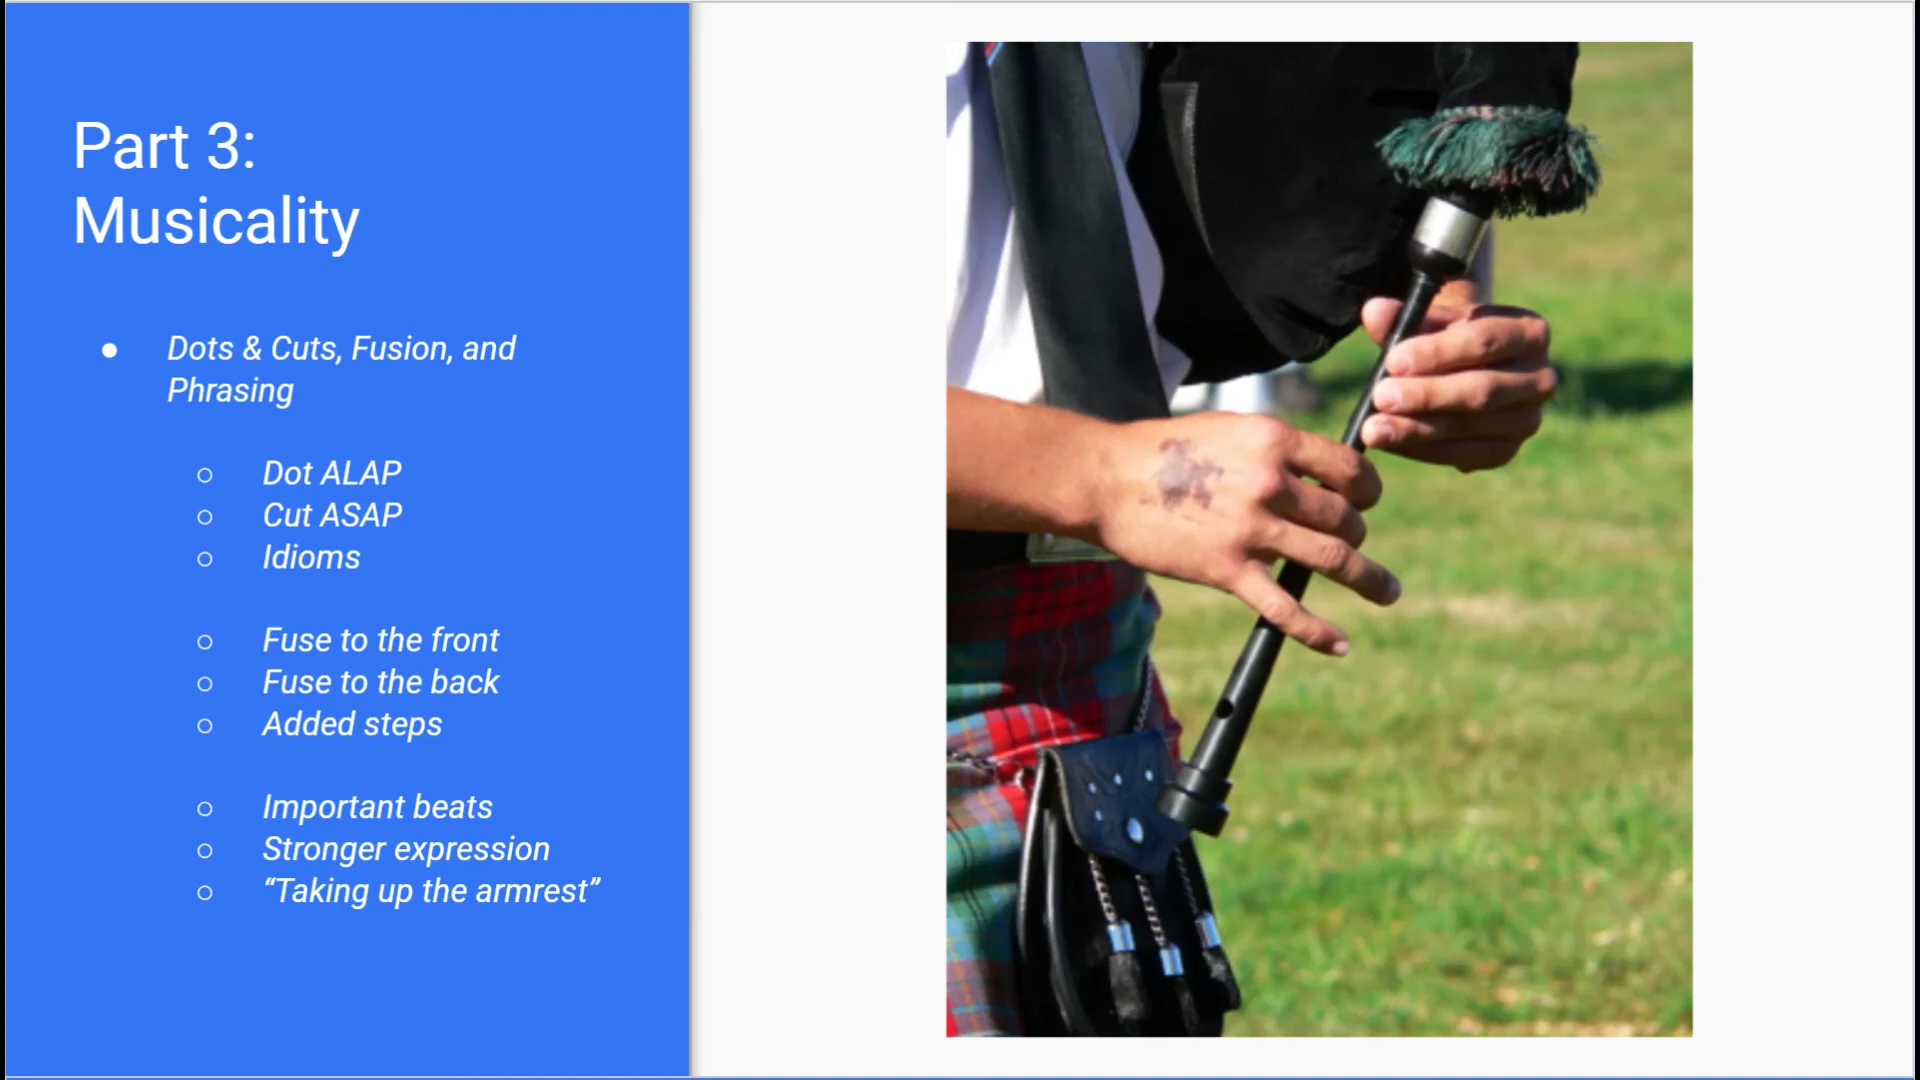 Part 3:
Musicality
● Dots & Cuts, Fusion, and
Phrasing
○ Dot ALAP
○ Cut ASAP
○ Idioms
○ Fuse to the front
○ Fuse to the back
○ Added steps
○ Important beats
○ Stronger expression
○ “Taking up the armrest”